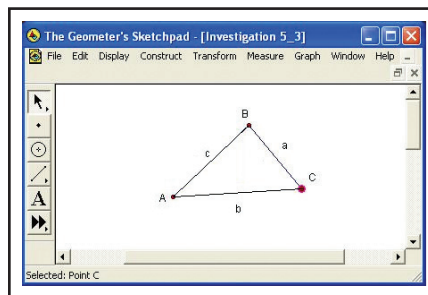 The Geometer's Sketchpad - [Investigation 5_3]
File Edit Display Construct Transform Measure Graph Window Help
B
c a
C
A
b
A
Selected: Point C